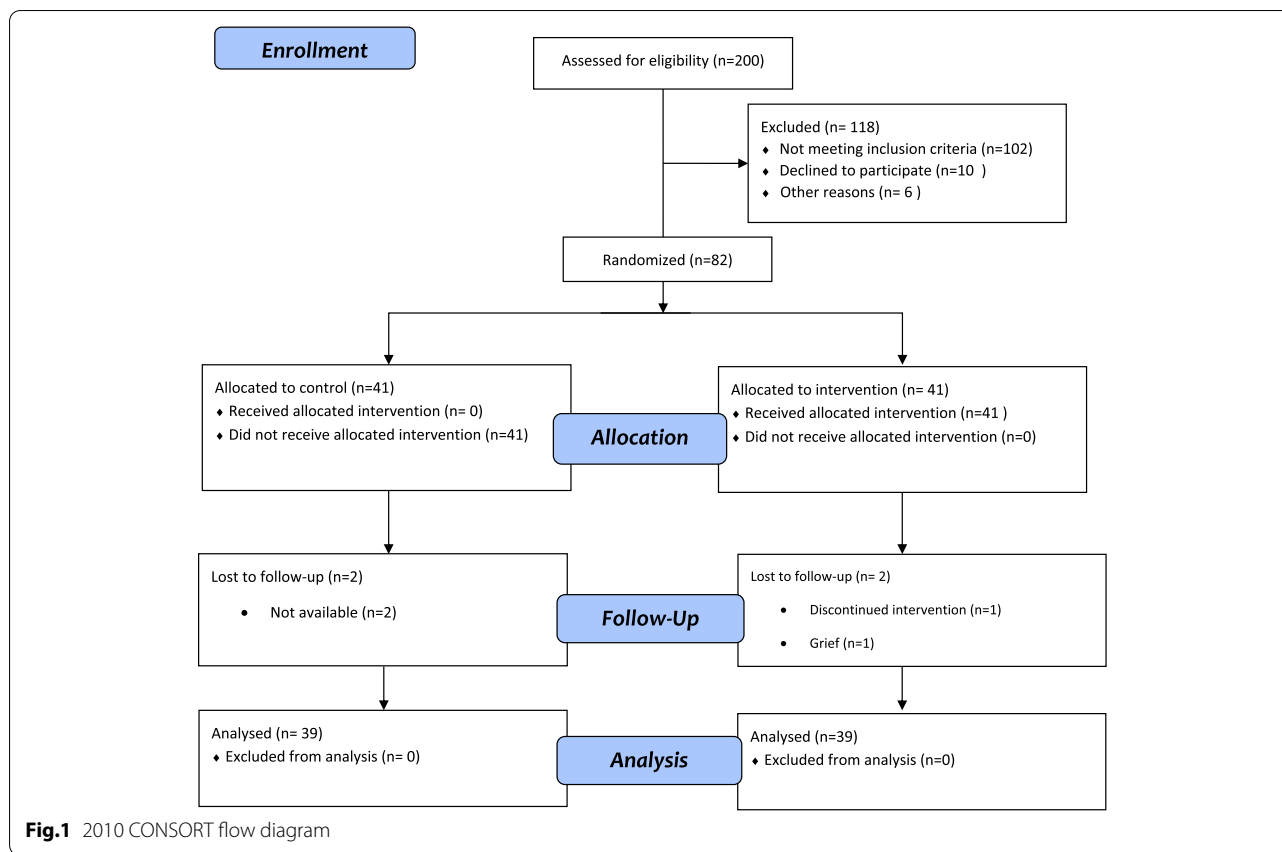 Enrollment
Assessed for eligibility (n=200)
Excluded (n= 118)
♦ Not meeting inclusion criteria (n=102)
♦ Declined to participate (n=10 )
♦ Other reasons (n= 6 )
Randomized (n=82)
Allocated to control (n=41)
♦ Received allocated intervention (n= 0)
♦ Did not receive allocated intervention (n=41)
Allocation
Allocated to intervention (n= 41)
♦ Received allocated intervention (n=41 )
♦ Did not receive allocated intervention (n=0)
Lost to follow-up (n=2)
• Not available (n=2)
Follow-Up
Lost to follow-up (n= 2)
• Discontinued intervention (n=1)
• Grief (n=1)
Analysed (n= 39)
♦ Excluded from analysis (n= 0)
Analysis
Analysed (n=39)
♦ Excluded from analysis (n=0)
Fig.1 2010 CONSORT flow diagram